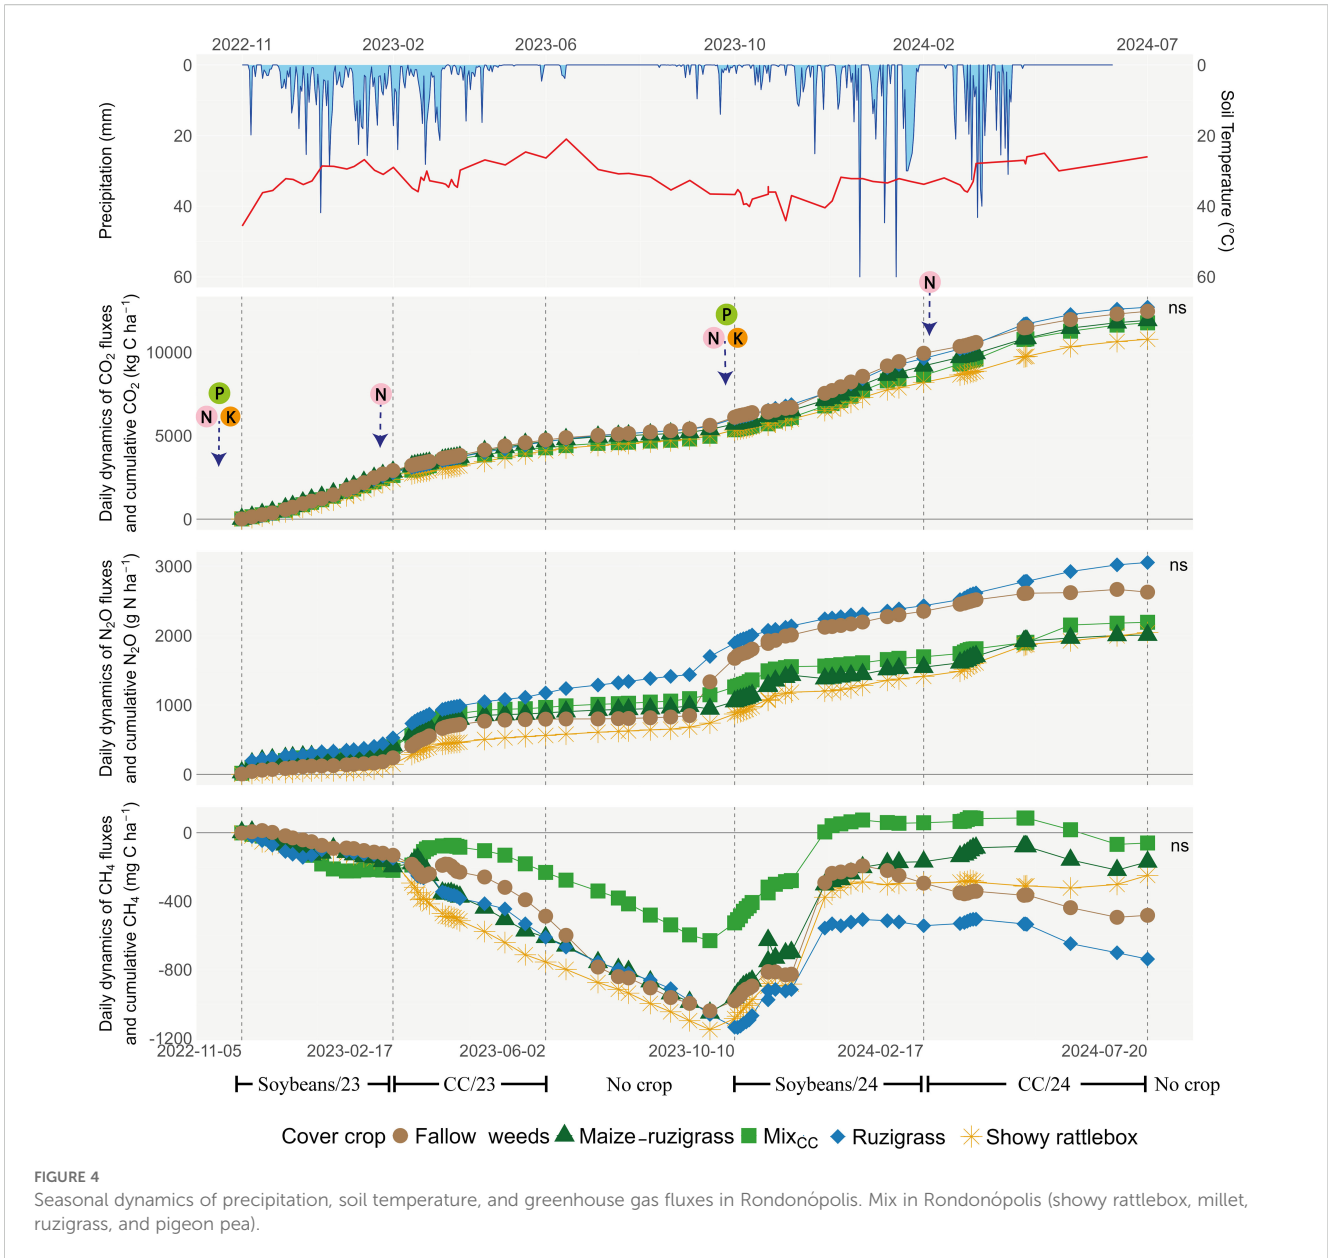 2022-11 2023-02 2023-06 2023-10 2024-02 2024-07
Precipitation (mm)
0
20
40
60
Soil Temperature (°C)
0
20
40
60
Daily dynamics of CO₂ fluxes
and cumulative CO₂ (kg C ha⁻¹)
10000
5000
0
P
N K
N
P
N K
N
ns
Daily dynamics of N₂O fluxes
and cumulative N₂O (g N ha⁻¹)
3000
2000
1000
0
ns
Daily dynamics of CH₄ fluxes
and cumulative CH₄ (mg C ha⁻¹)
0
-400
-800
-1200
ns
2022-11-05 2023-02-17 2023-06-02 2023-10-10 2024-02-17 2024-07-20
Soybeans/23 CC/23 No crop Soybeans/24 CC/24 No crop
Cover crop Fallow weeds Maize-ruzigrass Mix_CC Ruzigrass Showy rattlebox
FIGURE 4
Seasonal dynamics of precipitation, soil temperature, and greenhouse gas fluxes in Rondonópolis. Mix in Rondonópolis (showy rattlebox, millet,
ruzigrass, and pigeon pea).